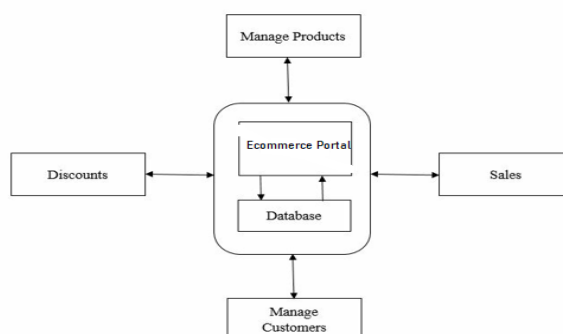 Manage Products
Ecommerce Portal
Discounts
Sales
Database
Manage
Customers